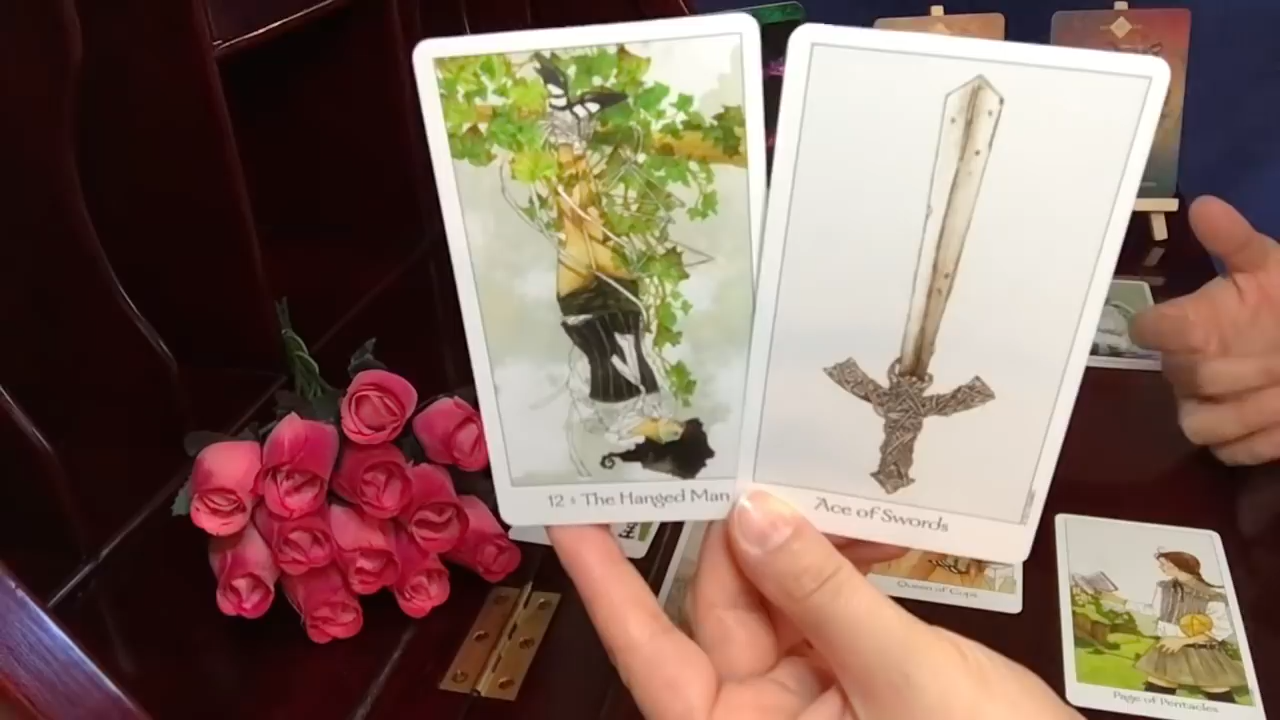 12 : The Hanged Man
Ace of Swords
Queen of Cups
Page of Pentacles